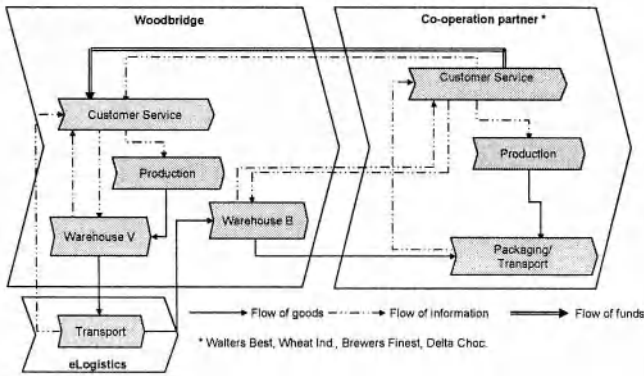 Woodbridge
Co-operation partner *
Customer Service
Customer Service
Production
Production
Warehouse V
Warehouse B
Packaging/
Transport
Transport
eLogistics
Flow of goods
Flow of information
Flow of funds
* Walters Best, Wheat Ind., Brewers Finest, Delta Choc.